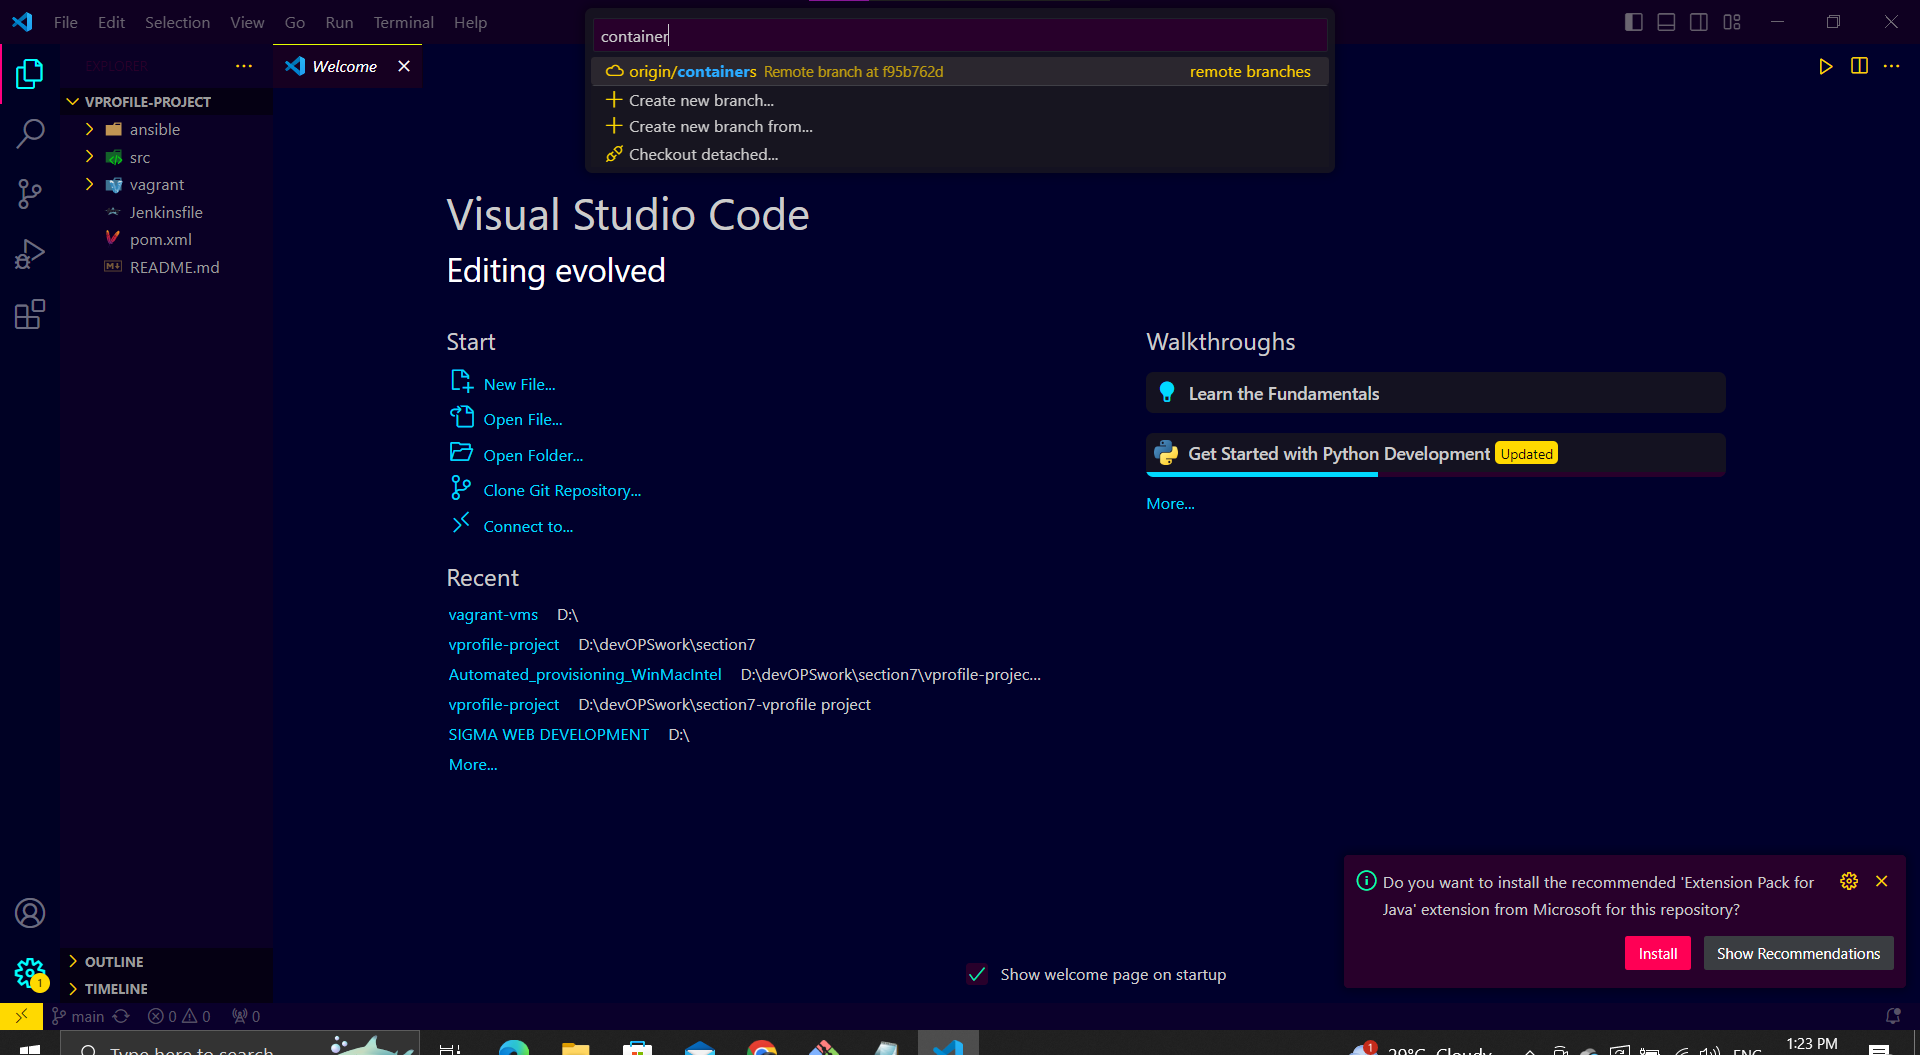 File Edit Selection View Go Run Terminal Help
container
origin/containers Remote branch at f95b762d remote branches
Create new branch...
Create new branch from...
Checkout detached...
EXPLORER
Welcome
VPROFILE-PROJECT
ansible
src
vagrant
Jenkinsfile
pom.xml
README.md
Visual Studio Code
Editing evolved
Start
New File...
Open File...
Open Folder...
Clone Git Repository...
Connect to...
Recent
vagrant-vms D:\
vprofile-project D:\devOPSwork\section7
Automated_provisioning_WinMacIntel D:\devOPSwork\section7\vprofile-projec...
vprofile-project D:\devOPSwork\section7-vprofile project
SIGMA WEB DEVELOPMENT D:\
More...
Walkthroughs
Learn the Fundamentals
Get Started with Python Development Updated
More...
Do you want to install the recommended 'Extension Pack for
Java' extension from Microsoft for this repository?
Install Show Recommendations
Show welcome page on startup
OUTLINE
TIMELINE
1
main 0 0 0
Type here to search
1
29°C Cloudy
ENG
1:23 PM